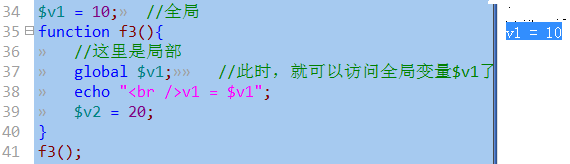 34 $v1 = 10; //全局
35 function f3(){
36 //这里是局部
37 global $v1; //此时，就可以访问全局变量$v1了
38 echo "<br />v1 = $v1";
39 $v2 = 20;
40 }
41 f3();
v1 = 10